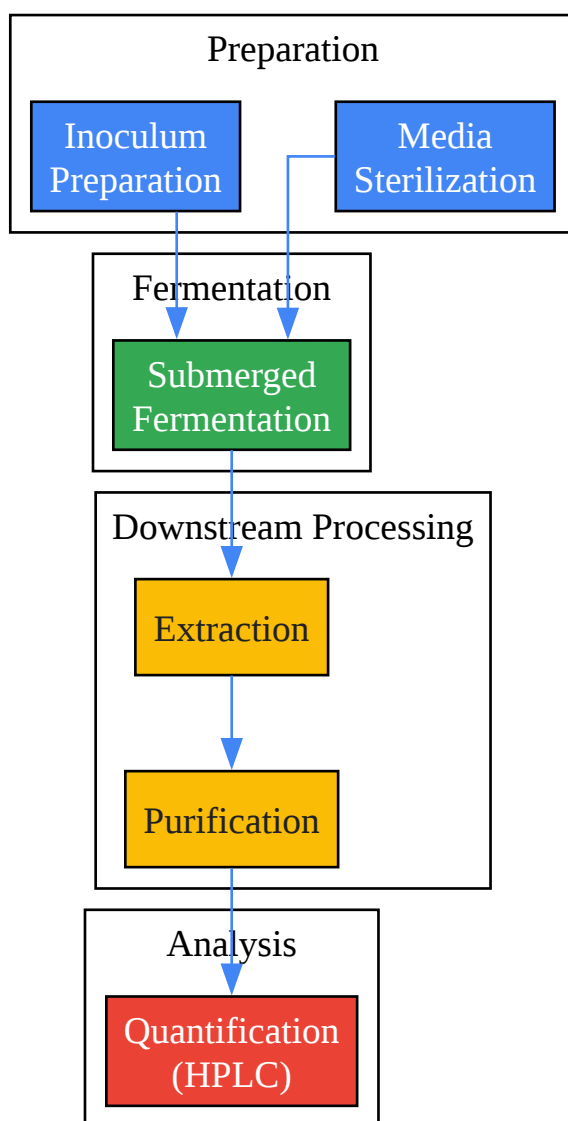 Preparation
Inoculum
Preparation
Media
Sterilization
Fermentation
Submerged
Fermentation
Downstream Processing
Extraction
Purification
Analysis
Quantification
(HPLC)